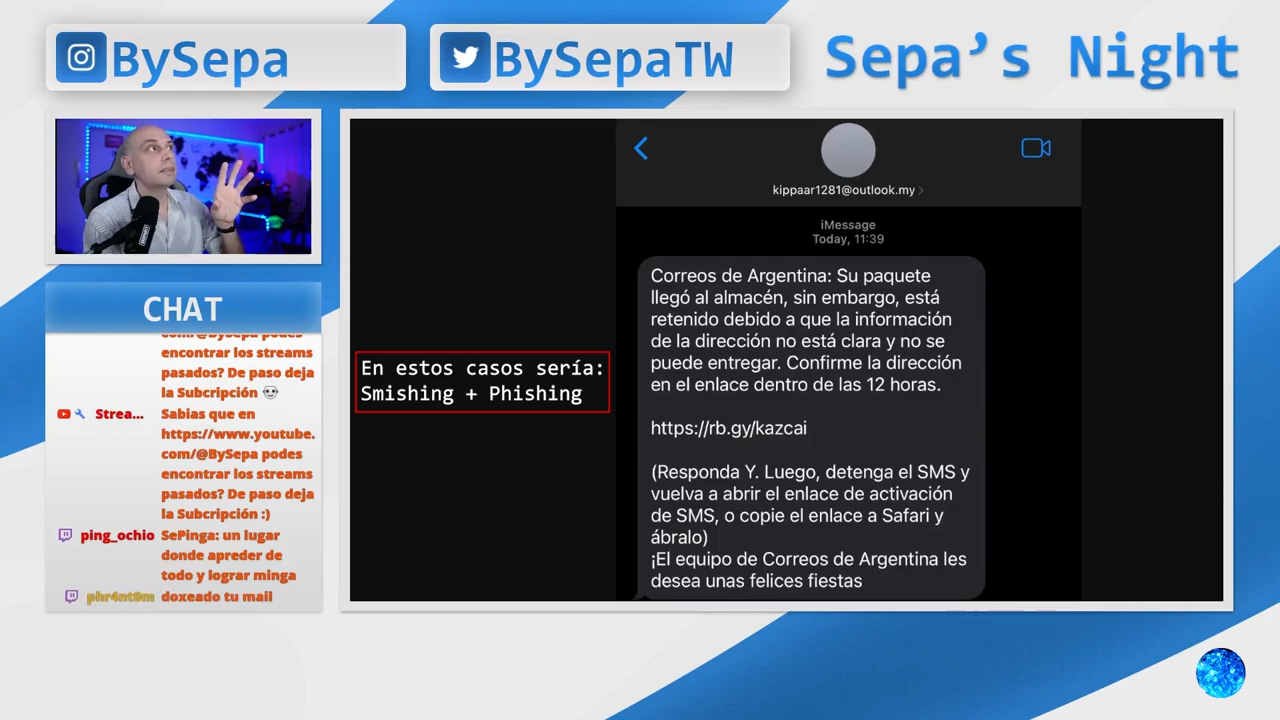 BySepa
BySepaTW
Sepa's Night
CHAT
com/@BySepa podes
encontrar los streams
pasados? De paso deja
la Subcripción
Strea... Sabias que en
https://www.youtube.
com/@BySepa podes
encontrar los streams
pasados? De paso deja
la Subcripción :)
ping_ochio SePinga: un lugar
donde apreder de
todo y lograr minga
phr4nt0m doxeado tu mail
En estos casos sería:
Smishing + Phishing
kippaar1281@outlook.my
iMessage
Today, 11:39
Correos de Argentina: Su paquete
llegó al almacén, sin embargo, está
retenido debido a que la información
de la dirección no está clara y no se
puede entregar. Confirme la dirección
en el enlace dentro de las 12 horas.
https://rb.gy/kazcai
(Responda Y. Luego, detenga el SMS y
vuelva a abrir el enlace de activación
de SMS, o copie el enlace a Safari y
ábralo)
¡El equipo de Correos de Argentina les
desea unas felices fiestas